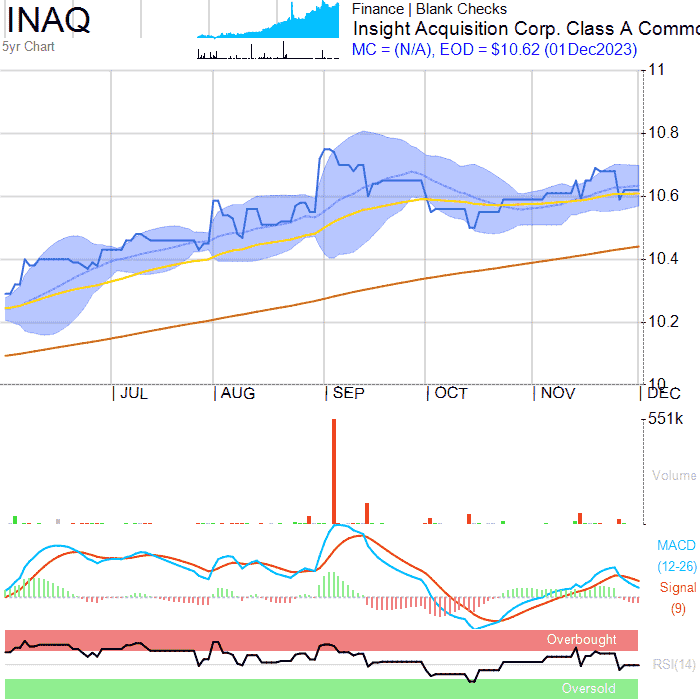 INAQ
5yr Chart
Finance | Blank Checks
Insight Acquisition Corp. Class A Commo
MC = (N/A), EOD = $10.62 (01Dec2023)
11
10.8
10.6
10.4
10.2
10
JUL
AUG
SEP
OCT
NOV
DEC
551k
Volume
MACD
(12-26)
Signal
(9)
Overbought
RSI(14)
Oversold